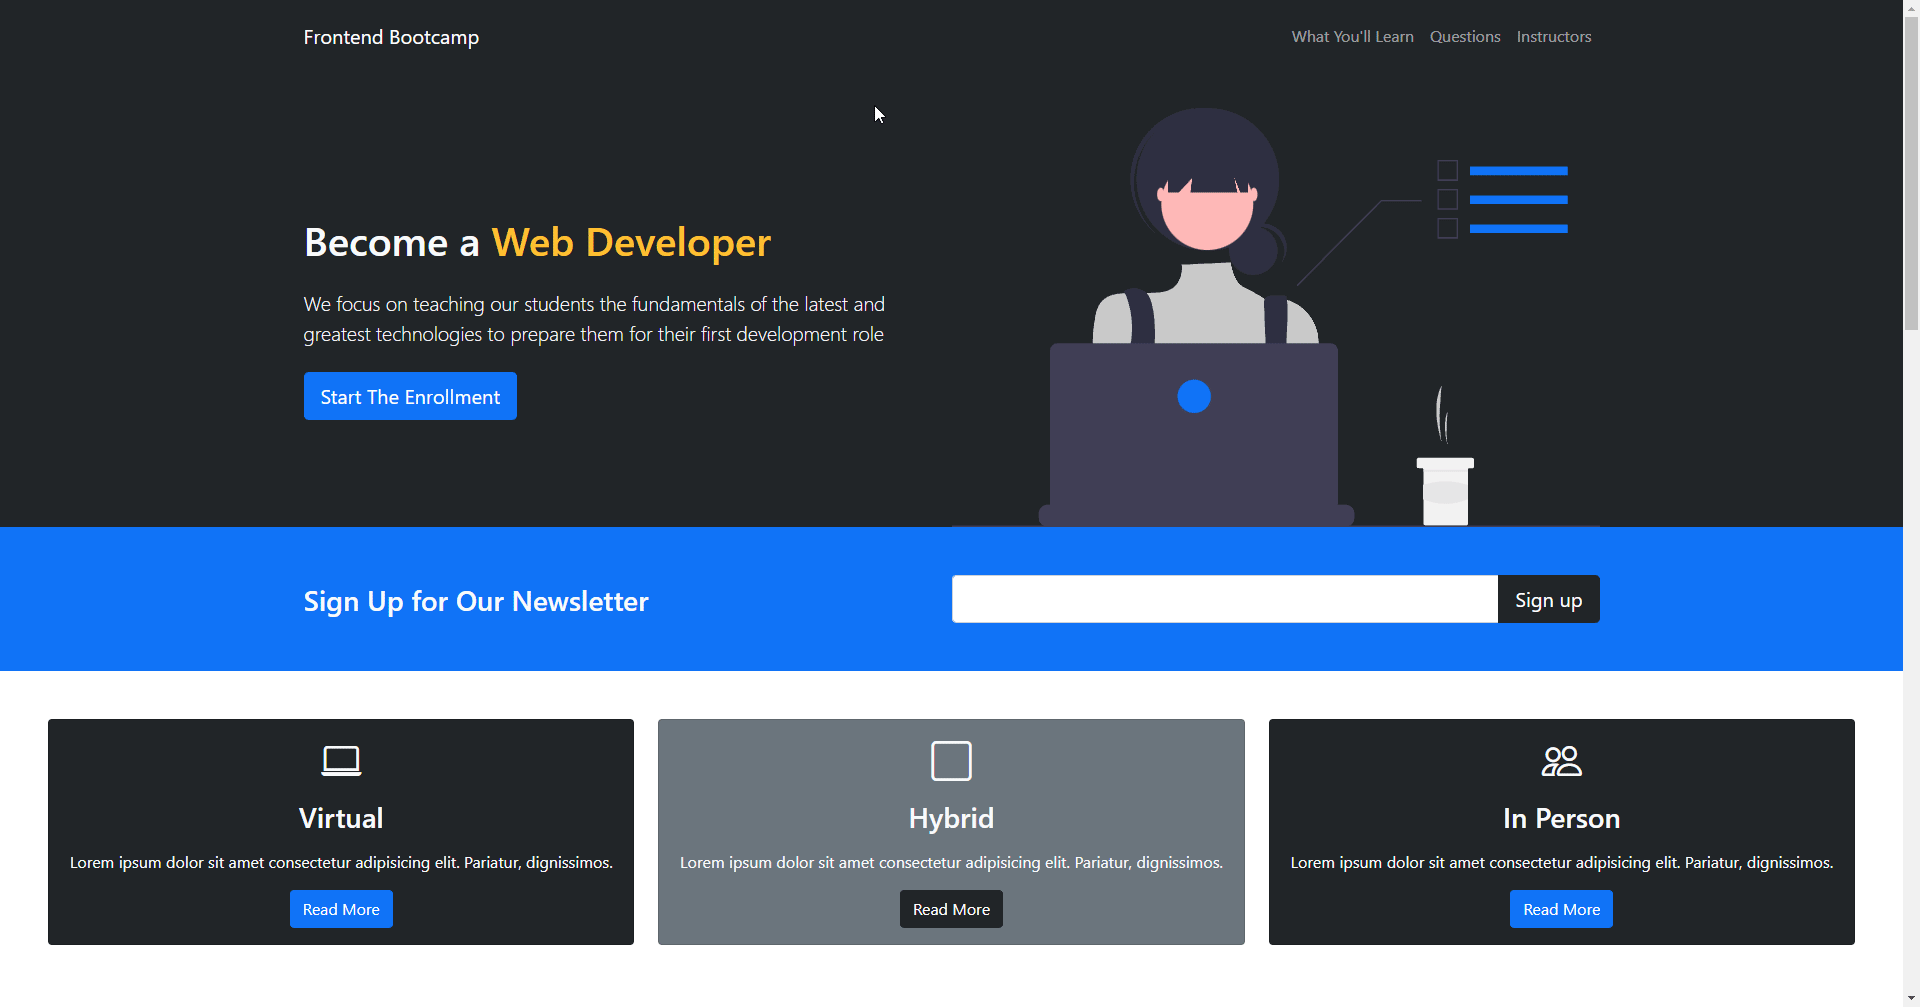 Frontend Bootcamp
What You'll Learn Questions Instructors
Become a Web Developer
We focus on teaching our students the fundamentals of the latest and
greatest technologies to prepare them for their first development role
Start The Enrollment
Sign Up for Our Newsletter
Sign up
Virtual
Lorem ipsum dolor sit amet consectetur adipisicing elit. Pariatur, dignissimos.
Read More
Hybrid
Lorem ipsum dolor sit amet consectetur adipisicing elit. Pariatur, dignissimos.
Read More
In Person
Lorem ipsum dolor sit amet consectetur adipisicing elit. Pariatur, dignissimos.
Read More